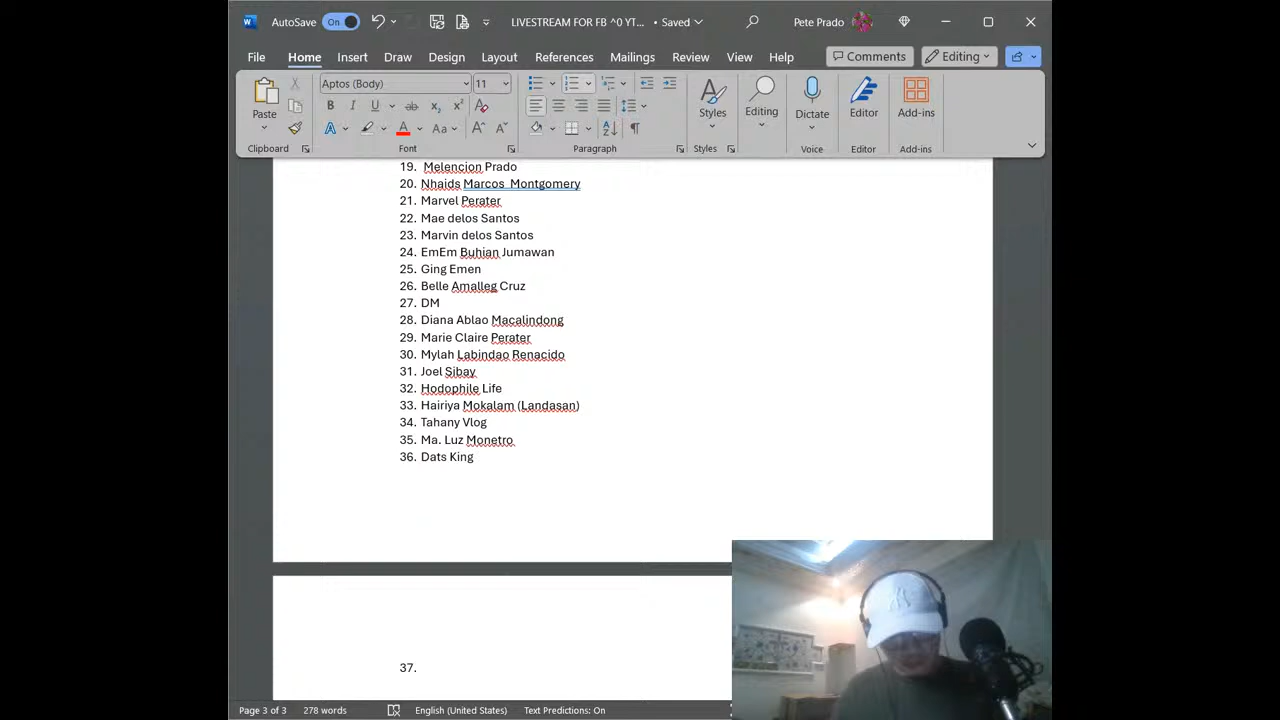 AutoSave On LIVESTREAM FOR FB ^0 YT... • Saved Pete Prado
File Home Insert Draw Design Layout References Mailings Review View Help Comments Editing
Aptos (Body) 11
Paste Styles Editing Dictate Editor Add-ins
Clipboard Font Paragraph Styles Voice Editor Add-ins
19. Melencion Prado
20. Nhaids Marcos Montgomery
21. Marvel Perater
22. Mae delos Santos
23. Marvin delos Santos
24. EmEm Buhian Jumawan
25. Ging Emen
26. Belle Amalleg Cruz
27. DM
28. Diana Ablao Macalindong
29. Marie Claire Perater
30. Mylah Labindao Renacido
31. Joel Sibay
32. Hodophile Life
33. Hairiya Mokalam (Landasan)
34. Tahany Vlog
35. Ma. Luz Monetro
36. Dats King
37.
Page 3 of 3 278 words English (United States) Text Predictions: On